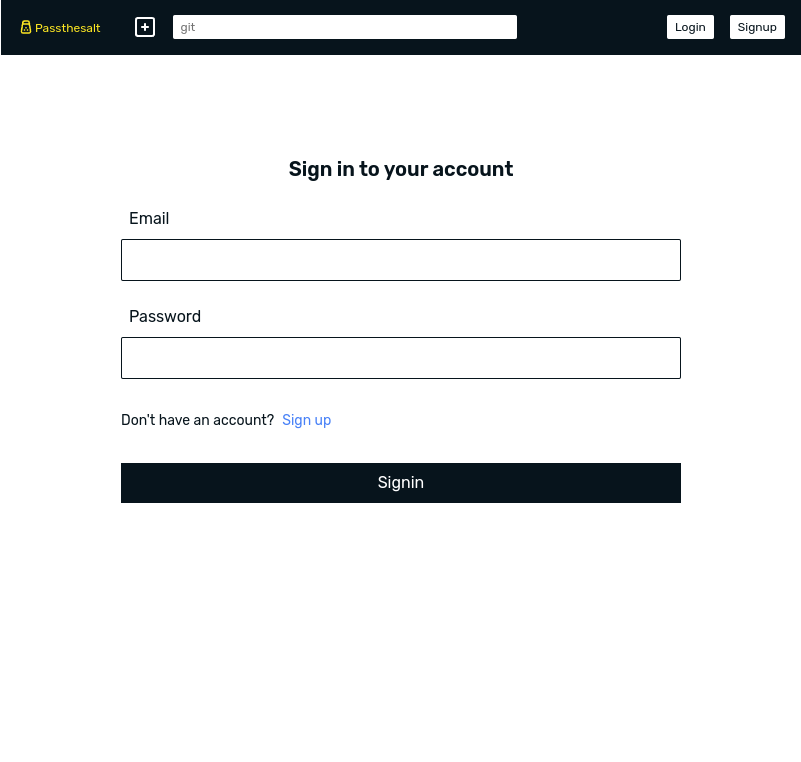 Passthesalt git Login Signup
Sign in to your account
Email
Password
Don't have an account? Sign up
Signin